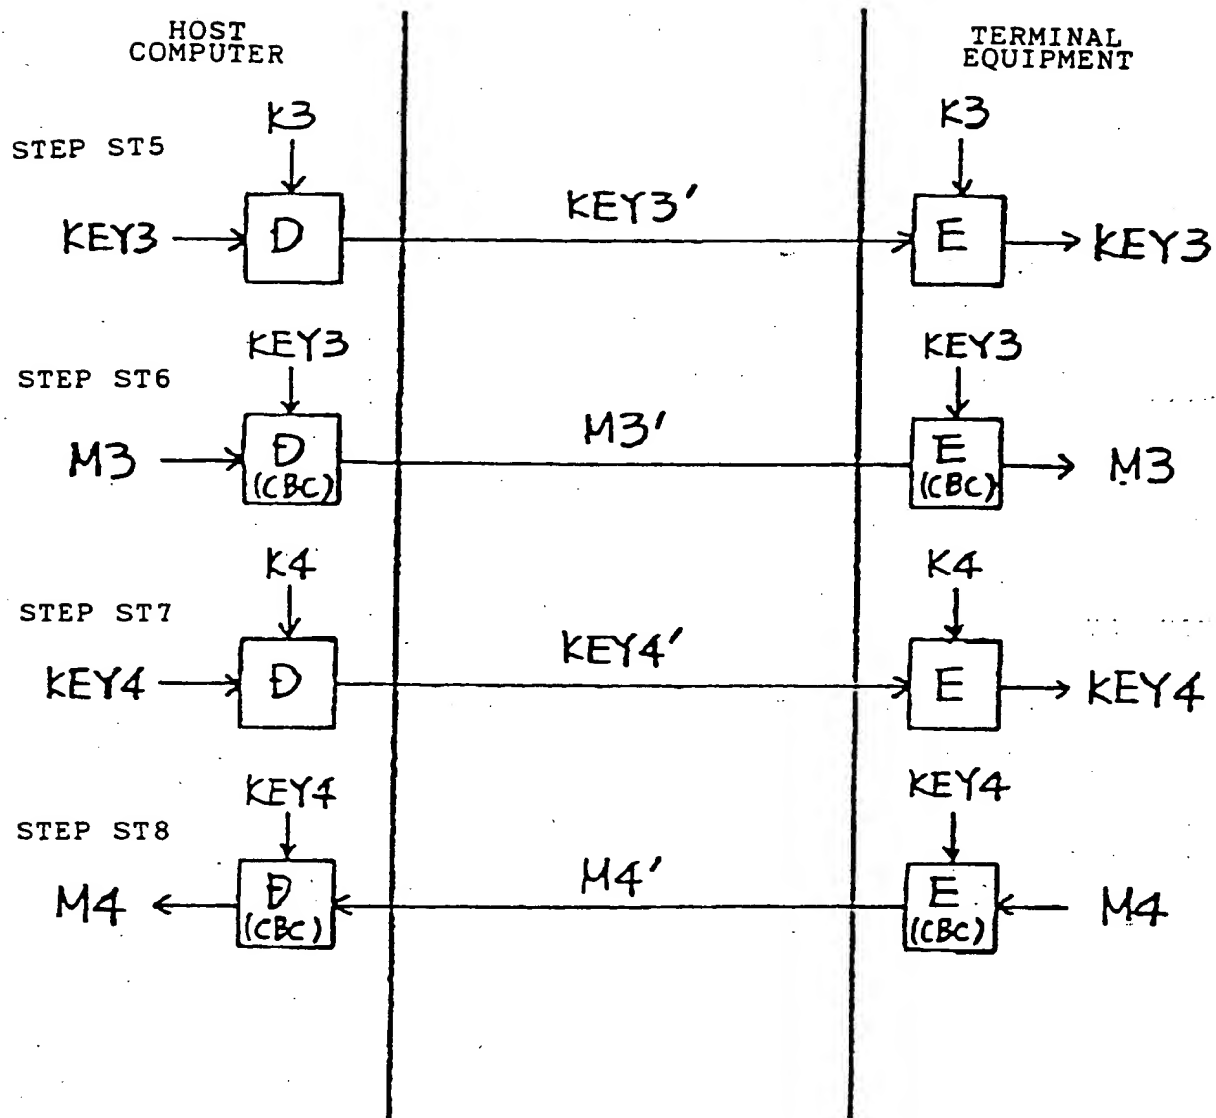 HOST
COMPUTER
TERMINAL
EQUIPMENT
K3
K3
STEP ST5
KEY3
D
KEY3'
E
KEY3
KEY3
KEY3
STEP ST6
M3
D
(CBC)
M3'
E
(CBC)
M3
K4
K4
STEP ST7
KEY4
D
KEY4'
E
KEY4
KEY4
KEY4
STEP ST8
M4
D
(CBC)
M4'
E
(CBC)
M4